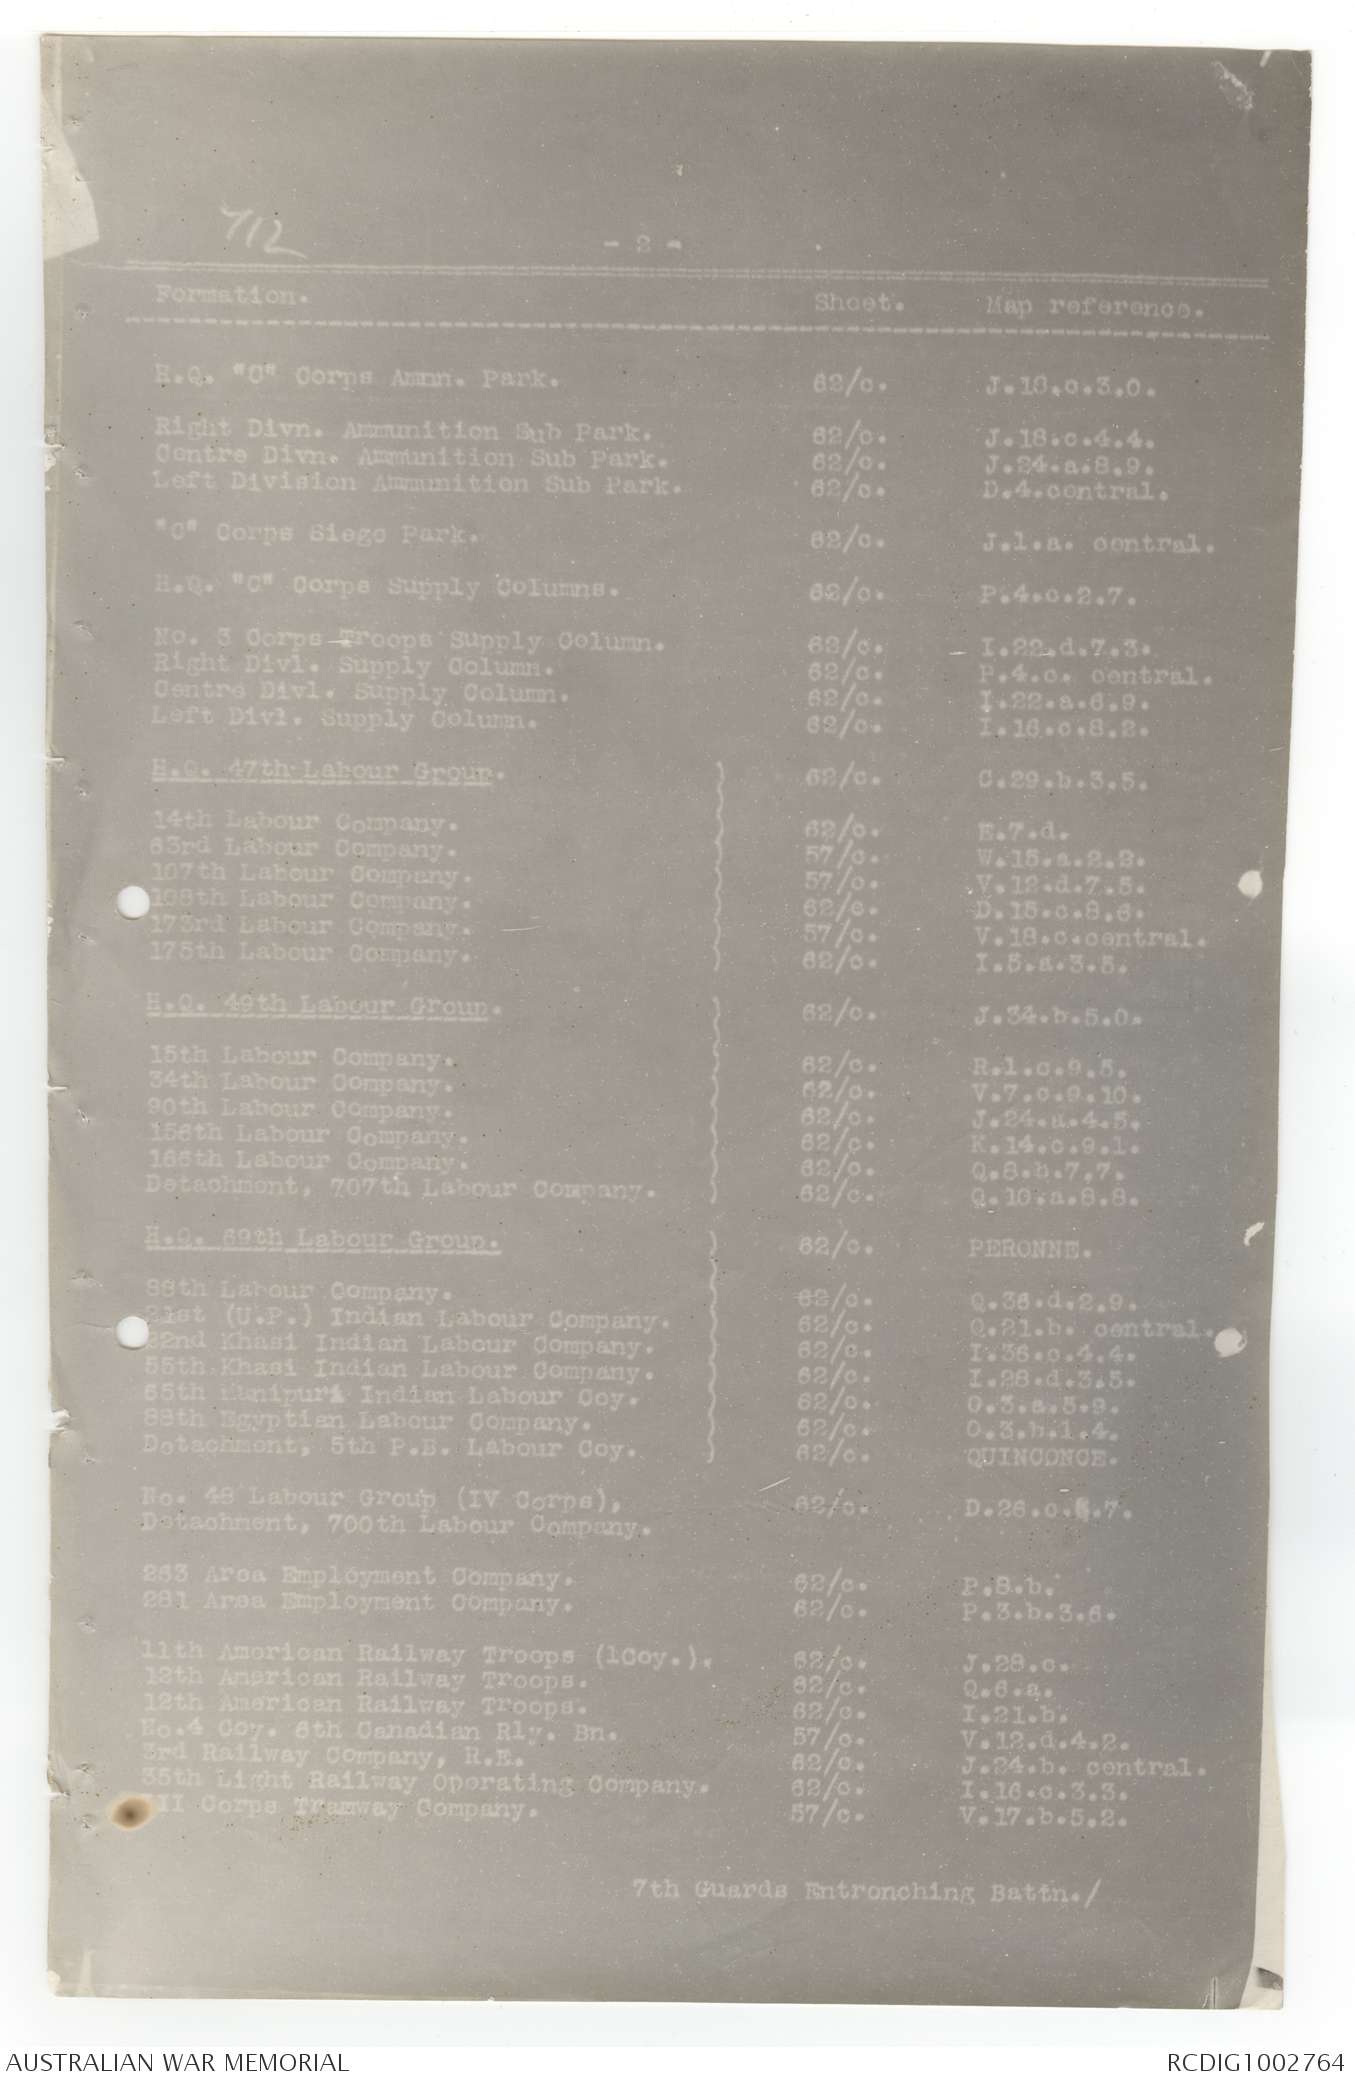 712
- 2 -
Formation. Sheet. Map reference.
H.Q. "C" Corps Ammn. Park. 62/c. J.18.c.3.0.
Right Divn. Ammunition Sub Park. 62/c. J.18.c.4.4.
Centre Divn. Ammunition Sub Park. 62/c. J.24.a.8.9.
Left Division Ammunition Sub Park. 62/c. D.4.central.
"C" Corps Siege Park. 62/c. J.1.a. central.
H.Q. "C" Corps Supply Columns. 62/c. P.4.c.2.7.
No. 3 Corps Troops Supply Column. 62/c. I.22.d.7.3.
Right Divl. Supply Column. 62/c. P.4.c. central.
Centre Divl. Supply Column. 62/c. I.22.a.6.9.
Left Divl. Supply Column. 62/c. I.16.c.8.2.
H.Q. 47th Labour Group. 62/c. C.29.b.3.5.
14th Labour Company. 62/c. E.7.d.
63rd Labour Company. 57/c. W.15.a.2.2.
107th Labour Company. 57/c. V.12.d.7.5.
108th Labour Company. 62/c. D.15.c.8.6.
173rd Labour Company. 57/c. V.18.c.central.
175th Labour Company. 62/c. I.5.a.3.5.
H.Q. 49th Labour Group. 62/c. J.34.b.5.0.
15th Labour Company. 62/c. R.1.c.9.5.
34th Labour Company. 62/c. V.7.c.9.10.
90th Labour Company. 62/c. J.24.a.4.5.
156th Labour Company. 62/c. K.14.c.9.1.
166th Labour Company. 62/c. Q.8.b.7.7.
Detachment, 707th Labour Company. 62/c. Q.10.a.8.8.
H.Q. 69th Labour Group. 62/c. PERONNE.
88th Labour Company. 62/c. Q.36.d.2.9.
21st (U.P.) Indian Labour Company. 62/c. Q.21.b. central.
22nd Khasi Indian Labour Company. 62/c. I.36.c.4.4.
55th Khasi Indian Labour Company. 62/c. I.28.d.3.5.
65th Manipuri Indian Labour Coy. 62/c. O.3.a.5.9.
88th Egyptian Labour Company. 62/c. O.3.b.1.4.
Detachment, 5th P.B. Labour Coy. 62/c. QUINCONCE.
No. 48 Labour Group (IV Corps), 62/c. D.26.c. .7.
Detachment, 700th Labour Company.
263 Area Employment Company. 62/c. P.8.b.
281 Area Employment Company. 62/c. P.3.b.3.6.
11th American Railway Troops (1Coy.). 62/c. J.28.c.
12th American Railway Troops. 62/c. Q.6.a.
12th American Railway Troops. 62/c. I.21.b.
No.4 Coy. 6th Canadian Rly. Bn. 57/c. V.12.d.4.2.
3rd Railway Company, R.E. 62/c. J.24.b. central.
35th Light Railway Operating Company. 62/c. I.16.c.3.3.
III Corps Tramway Company. 57/c. V.17.b.5.2.
7th Guards Entrenching Battn./
AUSTRALIAN WAR MEMORIAL RCDIG1002764